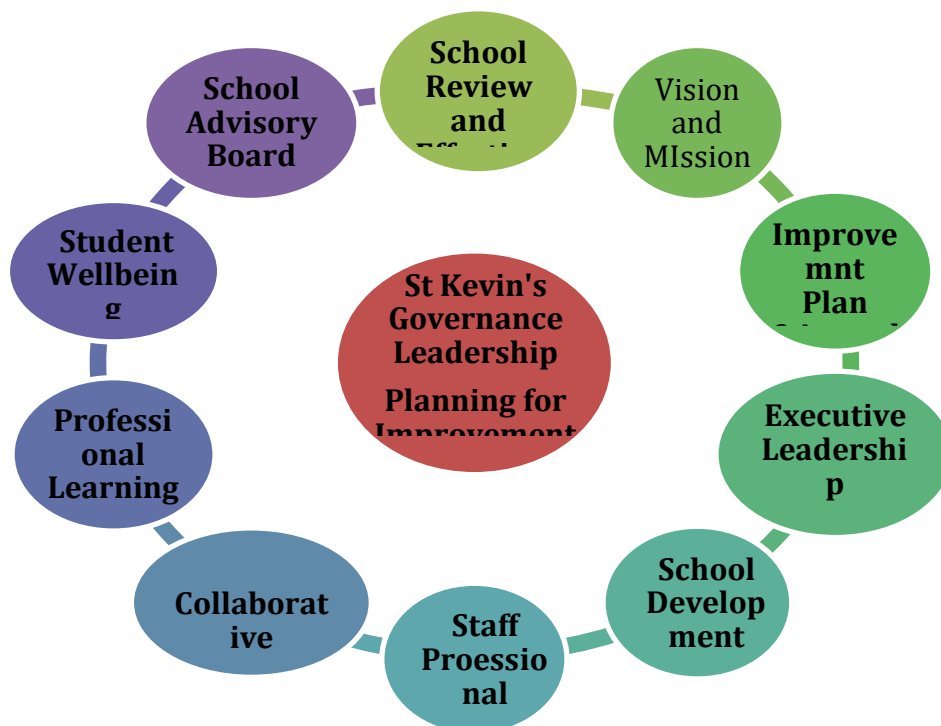 School
Review
and
Vision
and
MIssion
Improve
mnt
Plan
Executive
Leadershi
p
School
Develop
ment
Staff
Proessio
nal
Collaborat
ive
Professi
onal
Learning
Student
Wellbein
g
School
Advisory
Board
St Kevin's
Governance
Leadership
Planning for
Improvement